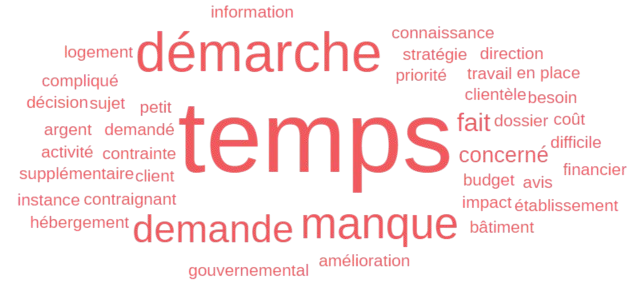 information
démarche
connaissance
logement
stratégie direction
compliqué
priorité travail en place
décision sujet petit
clientèle besoin
temps
argent demandé
fait dossier coût
activité contrainte
concerné difficile
supplémentaire client
financier
budget avis
instance contraignant
impact établissement
hébergement
demande manque
bâtiment
gouvernemental amélioration